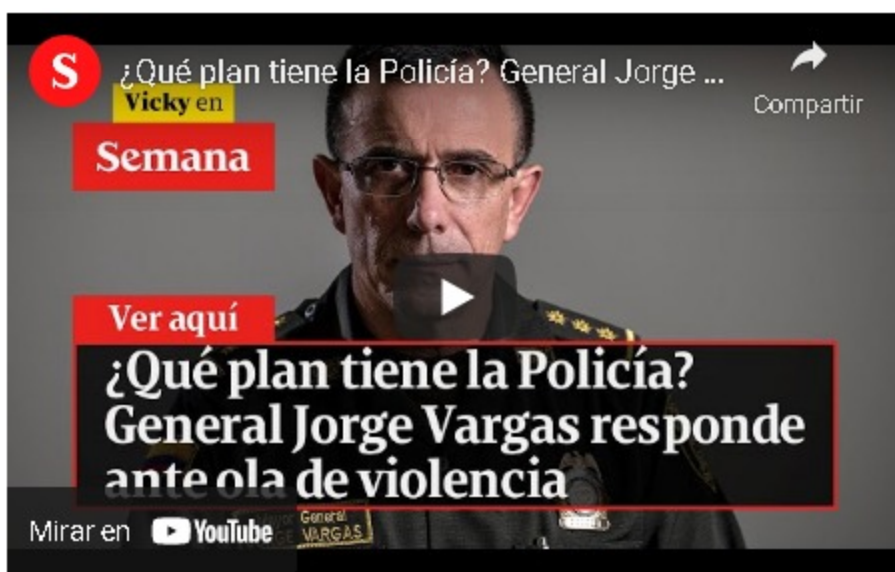 S
¿Qué plan tiene la Policía? General Jorge ...
Compartir
Vicky en
Semana
Ver aquí
¿Qué plan tiene la Policía?
General Jorge Vargas responde
ante ola de violencia
Mirar en YouTube
General
VARGAS